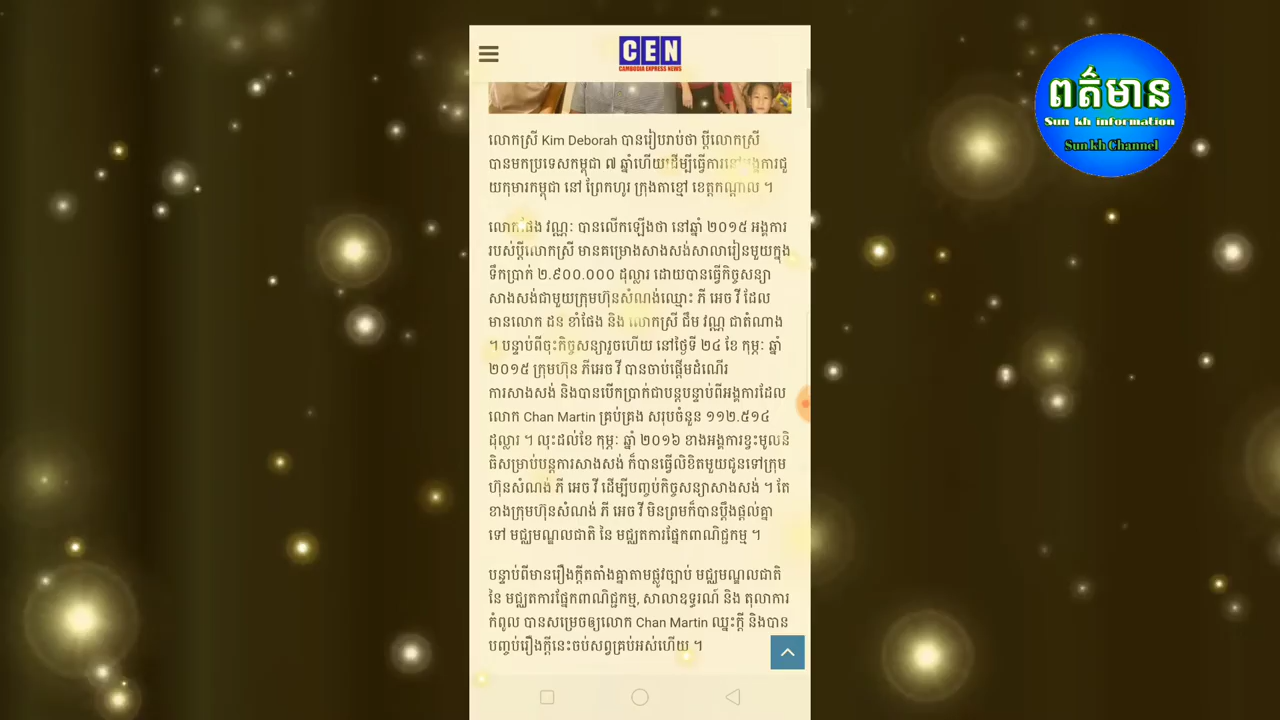 CEN
CAMBODIA EXPRESS NEWS
ពត៌មាន
Sun kh information
Sun kh Channel
លោកស្រី Kim Deborah បានរៀបរាប់ថា ប្តីលោកស្រី
បានមកប្រទេសកម្ពុជា ៧ ឆ្នាំហើយ ដើម្បីធ្វើការនៅអង្គការជួ
យកុមារកម្ពុជា នៅ ព្រែកហូរ ក្រុងតាខ្មៅ ខេត្តកណ្តាល ។
លោក ផែង វណ្ណៈ បានលើកឡើងថា នៅឆ្នាំ ២០១៥ អង្គការ
របស់ប្តីលោកស្រី មានគម្រោងសាងសង់សាលារៀនមួយក្នុង
ទឹកប្រាក់ ២.៩០០.០០០ ដុល្លារ ដោយបានធ្វើកិច្ចសន្យា
សាងសង់ជាមួយក្រុមហ៊ុនសំណង់ឈ្មោះ ភី អេច វី ដែល
មានលោក ដន ខាំផែង និង លោកស្រី ជឹម វណ្ណ ជាតំណាង
។ បន្ទាប់ពីចុះកិច្ចសន្យារួចហើយ នៅថ្ងៃទី ២៤ ខែ កុម្ភៈ ឆ្នាំ
២០១៥ ក្រុមហ៊ុន ភីអេច វី បានចាប់ផ្តើមដំណើរ
ការសាងសង់ និងបានបើកប្រាក់ជាបន្តបន្ទាប់ពីអង្គការដែល
លោក Chan Martin គ្រប់គ្រង សរុបចំនួន ១១២.៥១៤
ដុល្លារ ។ លុះដល់ខែ កុម្ភៈ ឆ្នាំ ២០១៦ ខាងអង្គការខ្វះមូលនិ
ធិសម្រាប់បន្តការសាងសង់ ក៏បានធ្វើលិខិតមួយជូនទៅក្រុម
ហ៊ុនសំណង់ ភី អេច វី ដើម្បីបញ្ចប់កិច្ចសន្យាសាងសង់ ។ តែ
ខាងក្រុមហ៊ុនសំណង់ ភី អេច វី មិនព្រមក៏បានប្តឹងផ្តល់គ្នា
ទៅ មជ្ឈមណ្ឌលជាតិ នៃ មជ្ឈតការផ្នែកពាណិជ្ជកម្ម ។
បន្ទាប់ពីមានរឿងក្តីតតាំងគ្នាតាមផ្លូវច្បាប់ មជ្ឈមណ្ឌលជាតិ
នៃ មជ្ឈតការផ្នែកពាណិជ្ជកម្ម, សាលាឧទ្ធរណ៍ និង តុលាការ
កំពូល បានសម្រេចឲ្យលោក Chan Martin ឈ្នះក្តី និងបាន
បញ្ចប់រឿងក្តីនេះចប់សព្វគ្រប់អស់ហើយ ។